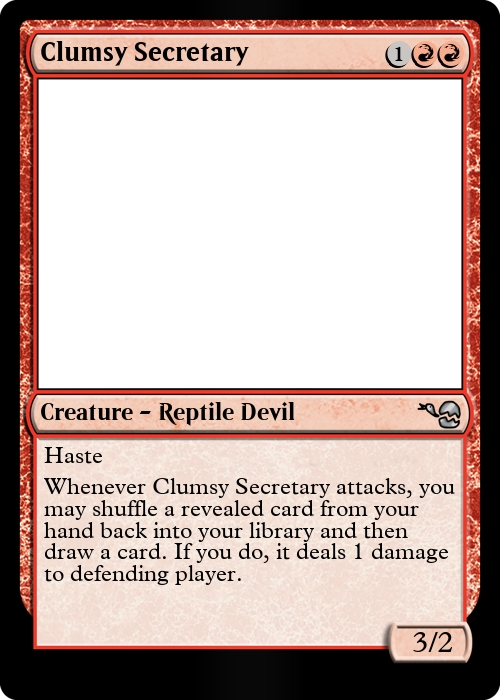 Clumsy Secretary 1
Creature – Reptile Devil
Haste
Whenever Clumsy Secretary attacks, you
may shuffle a revealed card from your
hand back into your library and then
draw a card. If you do, it deals 1 damage
to defending player.
3/2